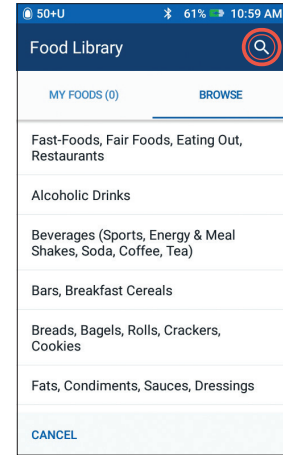 50+U 61% 10:59 AM
Food Library
MY FOODS (0) BROWSE
Fast-Foods, Fair Foods, Eating Out,
Restaurants
Alcoholic Drinks
Beverages (Sports, Energy & Meal
Shakes, Soda, Coffee, Tea)
Bars, Breakfast Cereals
Breads, Bagels, Rolls, Crackers,
Cookies
Fats, Condiments, Sauces, Dressings
CANCEL